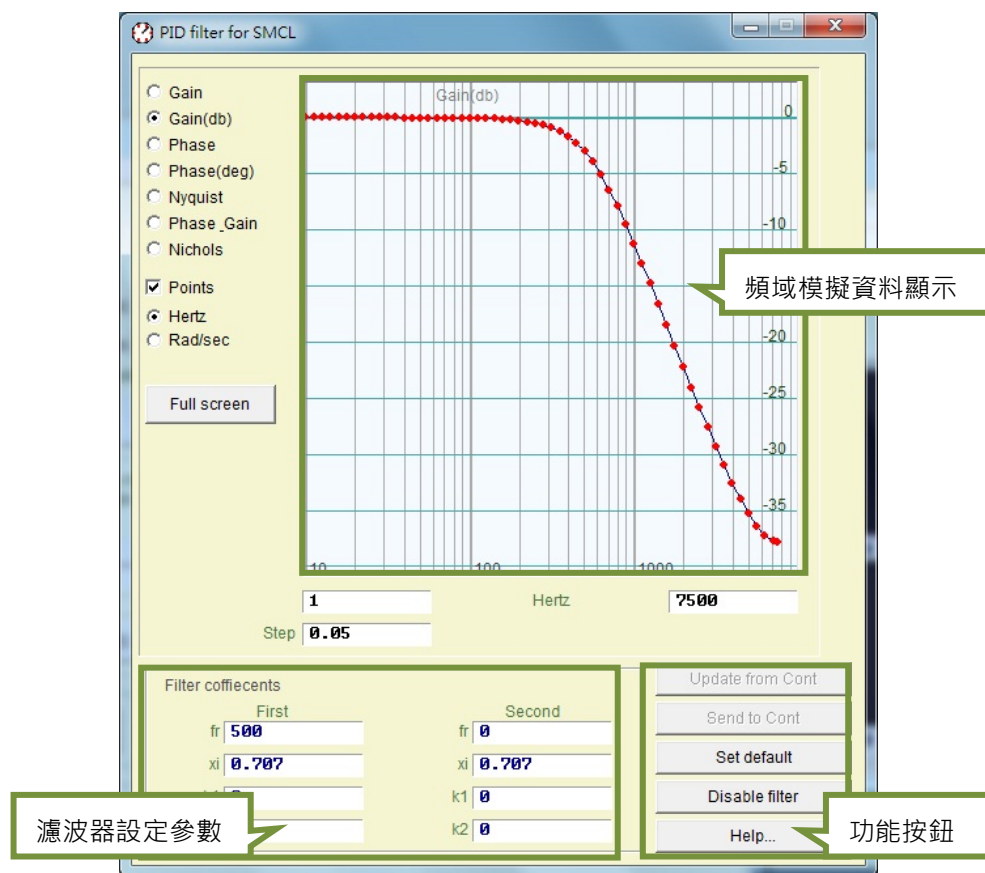 PID filter for SMCL
Gain
Gain(db)
Phase
Phase(deg)
Nyquist
Phase_Gain
Nichols
Points
Hertz
Rad/sec
Full screen
Gain(db)
0
-5
-10
-20
-25
-30
-35
10
100
1000
頻域模擬資料顯示
1
Hertz
7500
Step
0.05
Filter coffiecents
First
Second
fr 500
fr 0
xi 0.707
xi 0.707
k1 0
k2 0
Update from Cont
Send to Cont
Set default
Disable filter
Help...
濾波器設定參數
功能按鈕